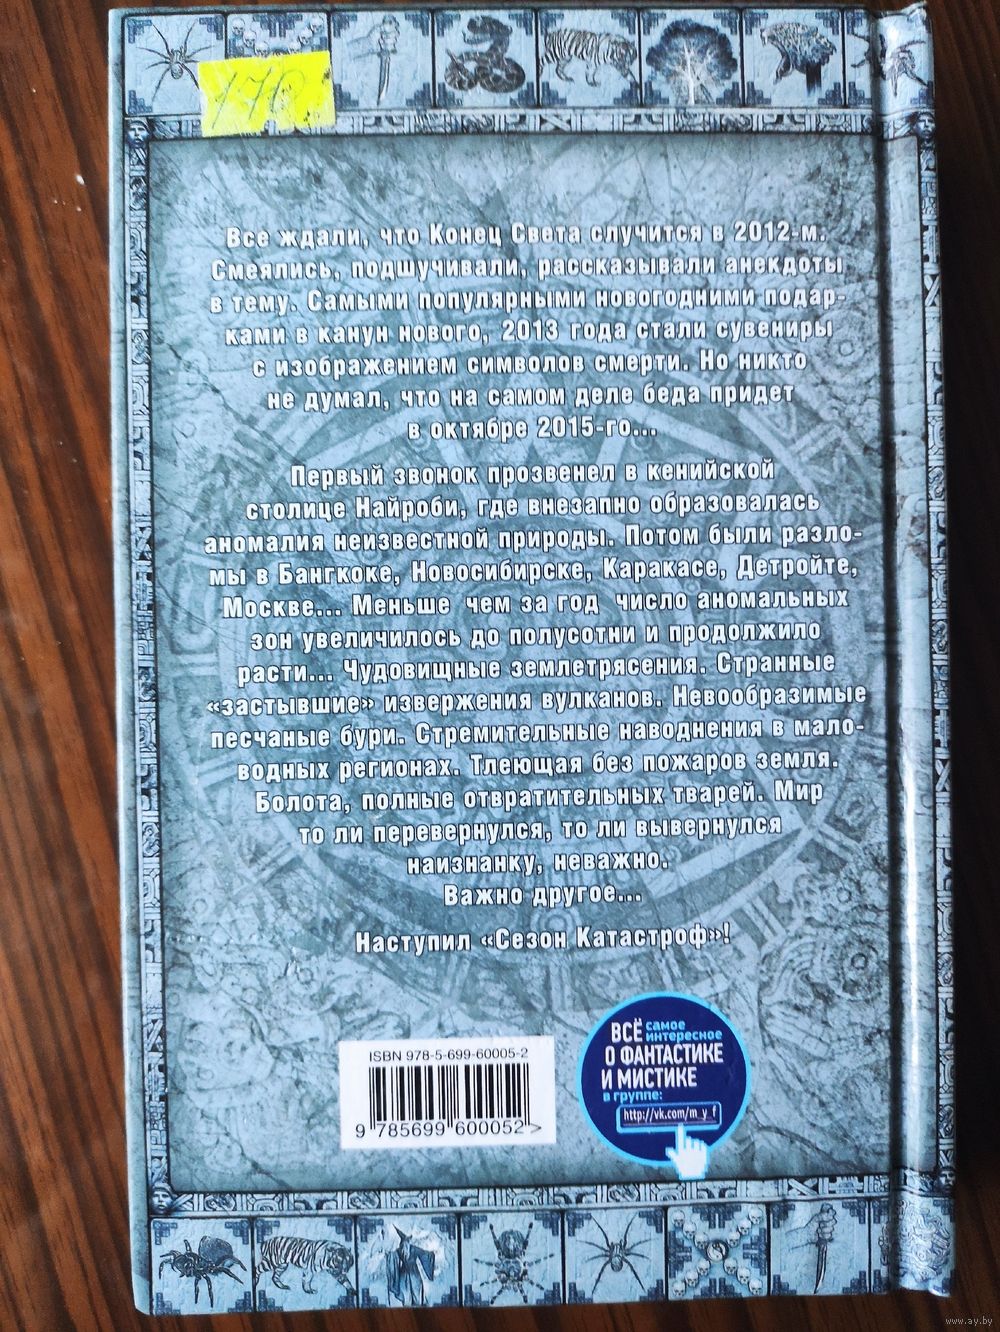 170
Все ждали, что Конец Света случится в 2012-м.
Смеялись, подшучивали, рассказывали анекдоты
в тему. Самыми популярными новогодними подар-
ками в канун нового, 2013 года стали сувениры
с изображением символов смерти. Но никто
не думал, что на самом деле беда придет
в октябре 2015-го...
Первый звонок прозвенел в кенийской
столице Найроби, где внезапно образовалась
аномалия неизвестной природы. Потом были разло-
мы в Бангкоке, Новосибирске, Каракасе, Детройте,
Москве... Меньше чем за год число аномальных
зон увеличилось до полусотни и продолжило
расти... Чудовищные землетрясения. Странные
«застывшие» извержения вулканов. Невообразимые
песчаные бури. Стремительные наводнения в мало-
водных регионах. Тлеющая без пожаров земля.
Болота, полные отвратительных тварей. Мир
то ли перевернулся, то ли вывернулся
наизнанку, неважно.
Важно другое...
Наступил «Сезон Катастроф»!
ISBN 978-5-699-60005-2
9 785699 600052 >
ВСЁ самое
интересное
О ФАНТАСТИКЕ
И МИСТИКЕ
в группе:
http://vk.com/m_y_f
www.ay.by